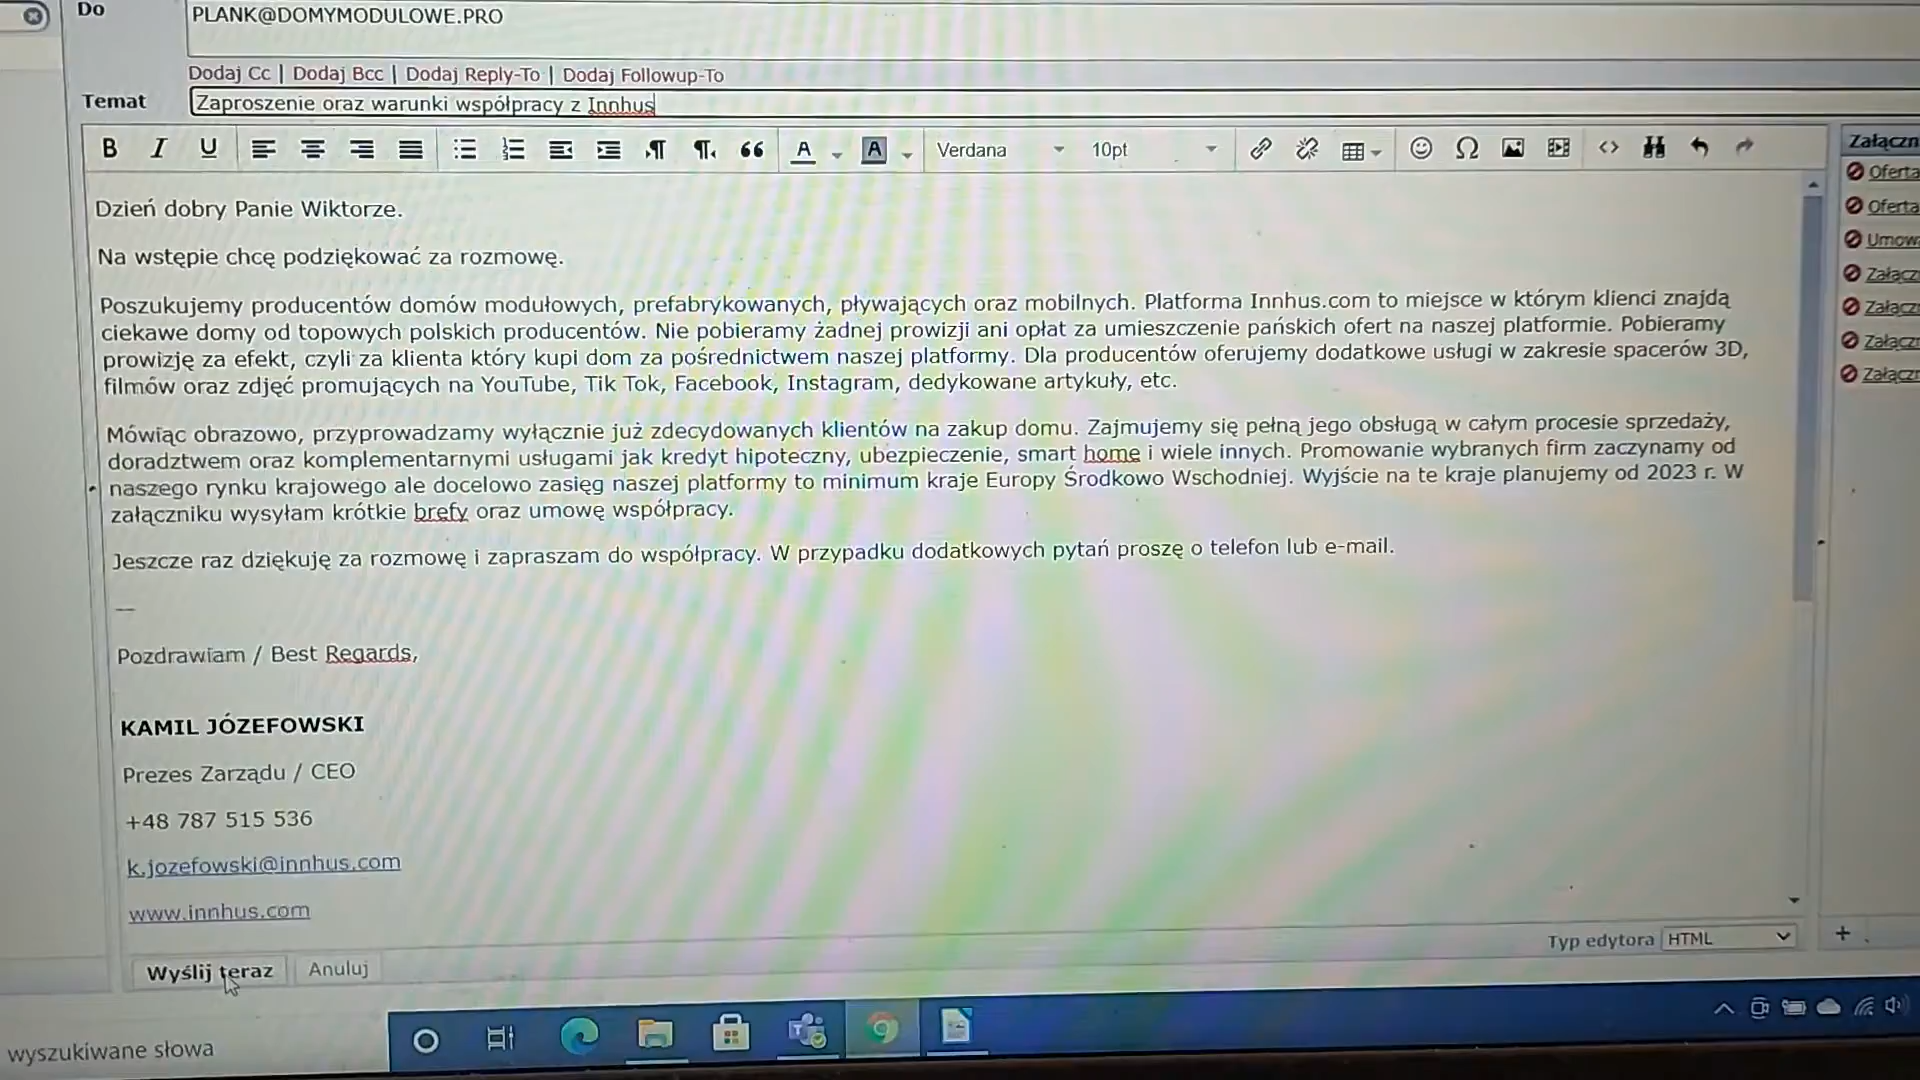 Do
PLANK@DOMYMODULOWE.PRO
Dodaj Cc | Dodaj Bcc | Dodaj Reply-To | Dodaj Followup-To
Temat
Zaproszenie oraz warunki współpracy z Innhus
B I U A A Verdana 10pt
Dzień dobry Panie Wiktorze.
Na wstępie chcę podziękować za rozmowę.
Poszukujemy producentów domów modułowych, prefabrykowanych, pływających oraz mobilnych. Platforma Innhus.com to miejsce w którym klienci znajdą
ciekawe domy od topowych polskich producentów. Nie pobieramy żadnej prowizji ani opłat za umieszczenie pańskich ofert na naszej platformie. Pobieramy
prowizję za efekt, czyli za klienta który kupi dom za pośrednictwem naszej platformy. Dla producentów oferujemy dodatkowe usługi w zakresie spacerów 3D,
filmów oraz zdjęć promujących na YouTube, Tik Tok, Facebook, Instagram, dedykowane artykuły, etc.
Mówiąc obrazowo, przyprowadzamy wyłącznie już zdecydowanych klientów na zakup domu. Zajmujemy się pełną jego obsługą w całym procesie sprzedaży,
doradztwem oraz komplementarnymi usługami jak kredyt hipoteczny, ubezpieczenie, smart home i wiele innych. Promowanie wybranych firm zaczynamy od
naszego rynku krajowego ale docelowo zasięg naszej platformy to minimum kraje Europy Środkowo Wschodniej. Wyjście na te kraje planujemy od 2023 r. W
załączniku wysyłam krótkie brefy oraz umowę współpracy.
Jeszcze raz dziękuję za rozmowę i zapraszam do współpracy. W przypadku dodatkowych pytań proszę o telefon lub e-mail.
—
Pozdrawiam / Best Regards,
KAMIL JÓZEFOWSKI
Prezes Zarządu / CEO
+48 787 515 536
k.jozefowski@innhus.com
www.innhus.com
Typ edytora HTML
Wyślij teraz Anuluj
Załączn
Oferta
Oferta
Umow
Załącz
Załącz
Załącz
Załącz
wyszukiwane słowa